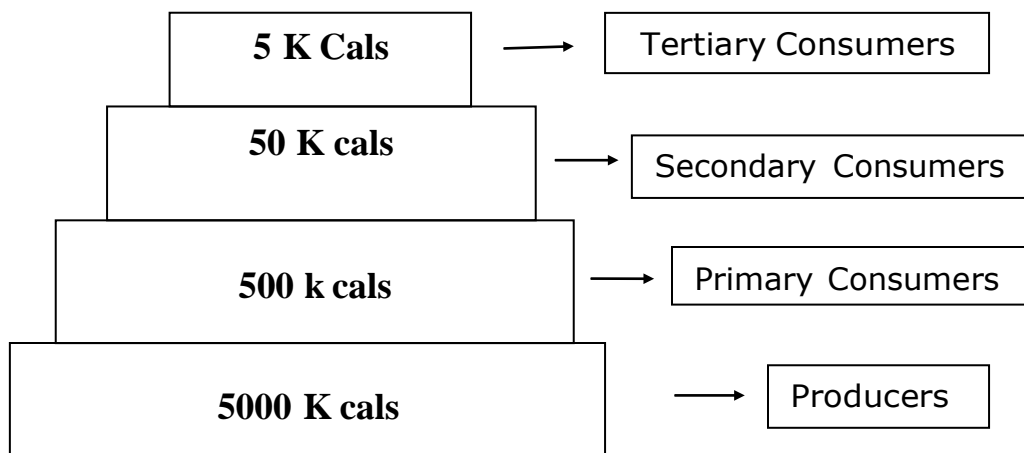 5 K Cals
Tertiary Consumers
50 K cals
Secondary Consumers
500 k cals
Primary Consumers
5000 K cals
Producers